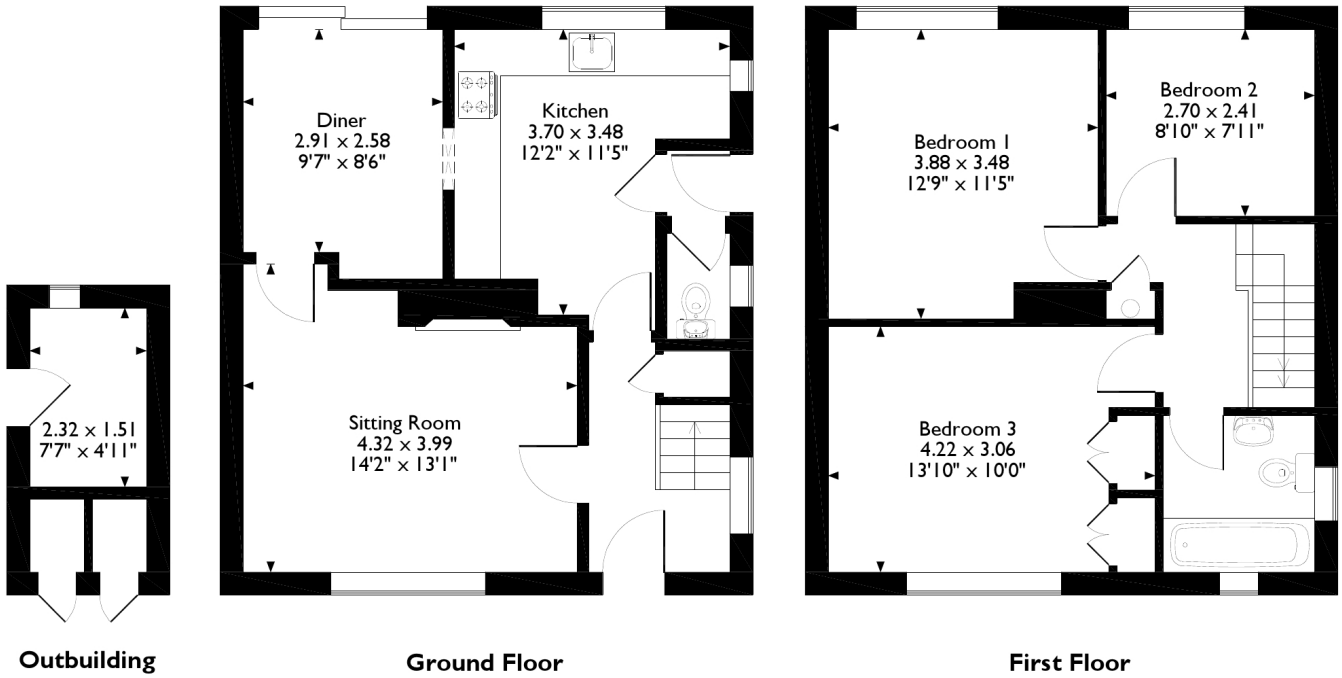 Diner
2.91 x 2.58
9'7" x 8'6"
Kitchen
3.70 x 3.48
12'2" x 11'5"
Bedroom 1
3.88 x 3.48
12'9" x 11'5"
Bedroom 2
2.70 x 2.41
8'10" x 7'11"
2.32 x 1.51
7'7" x 4'11"
Sitting Room
4.32 x 3.99
14'2" x 13'1"
Bedroom 3
4.22 x 3.06
13'10" x 10'0"
Outbuilding
Ground Floor
First Floor